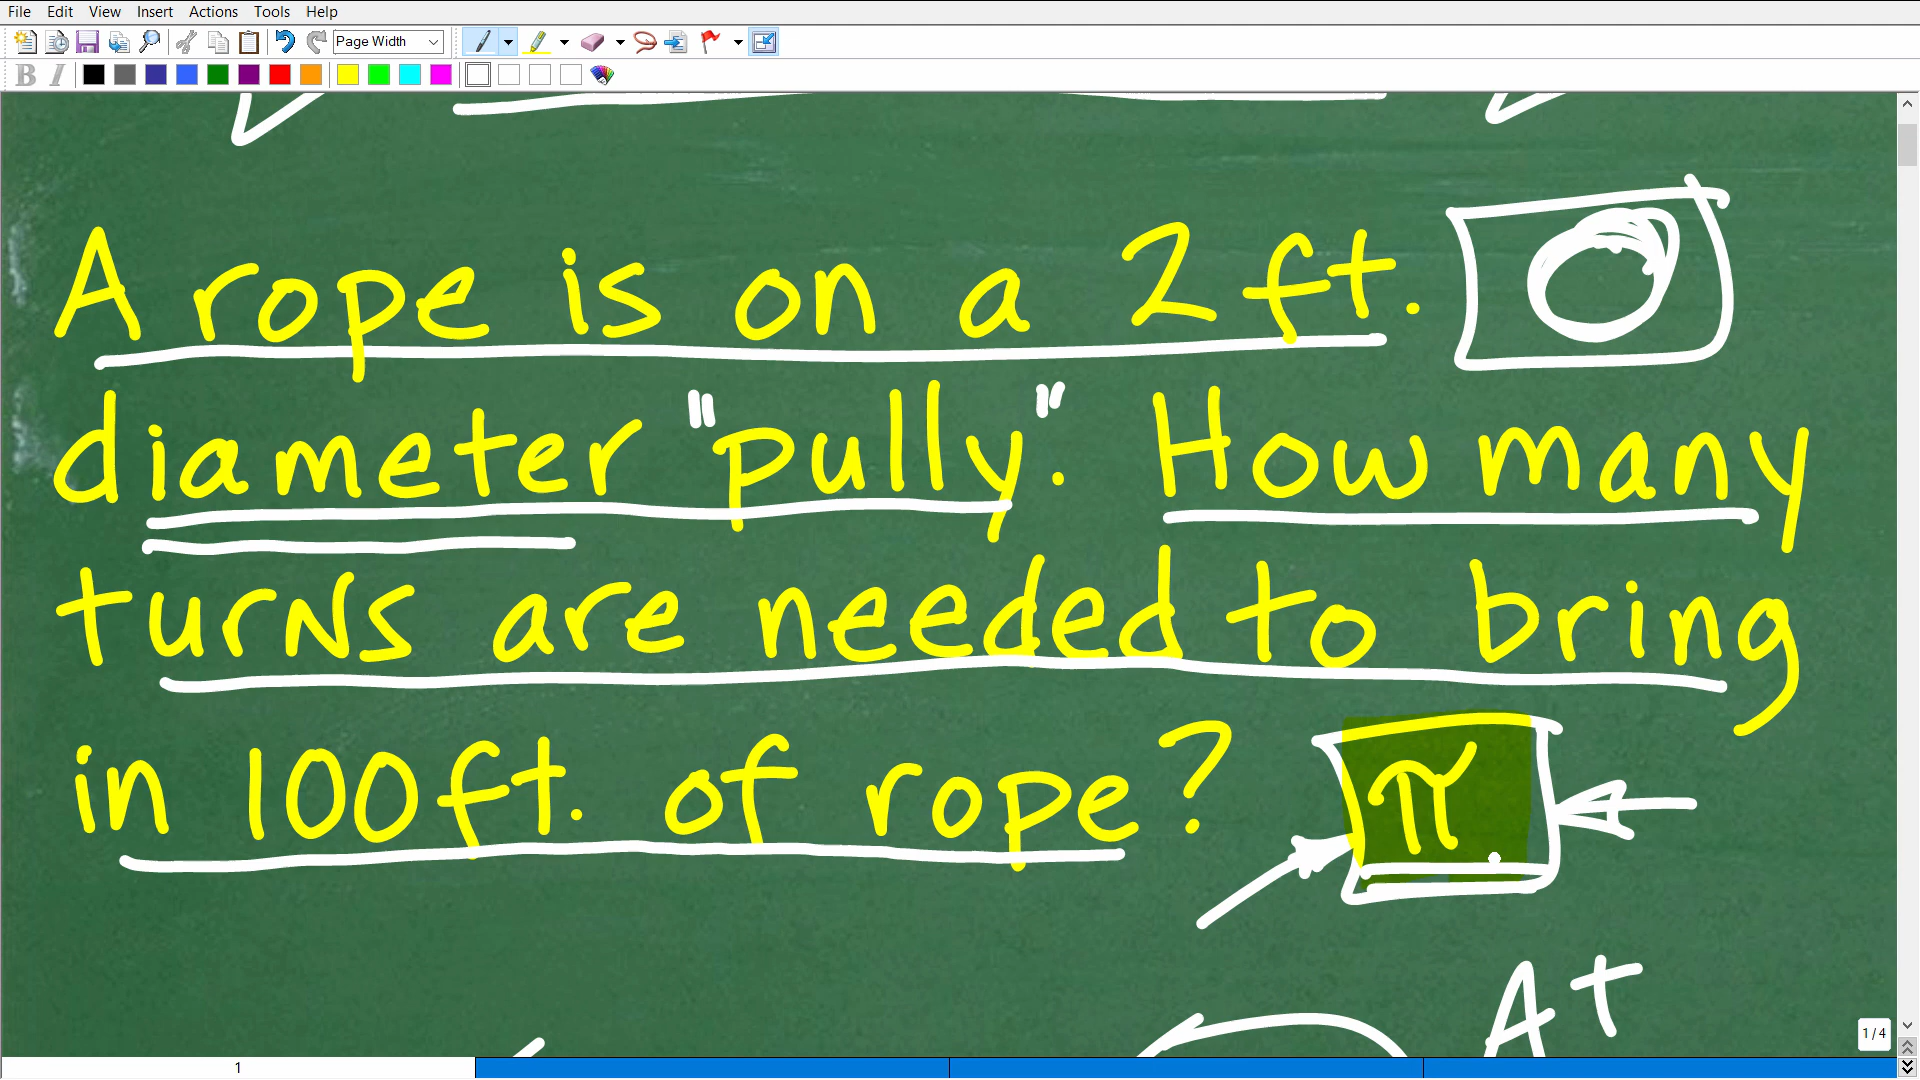 File Edit View Insert Actions Tools Help
Page Width
B I
A rope is on a 2 ft.
diameter "pully". How many
turns are needed to bring
in 100 ft. of rope? π
A+
1 / 4
1